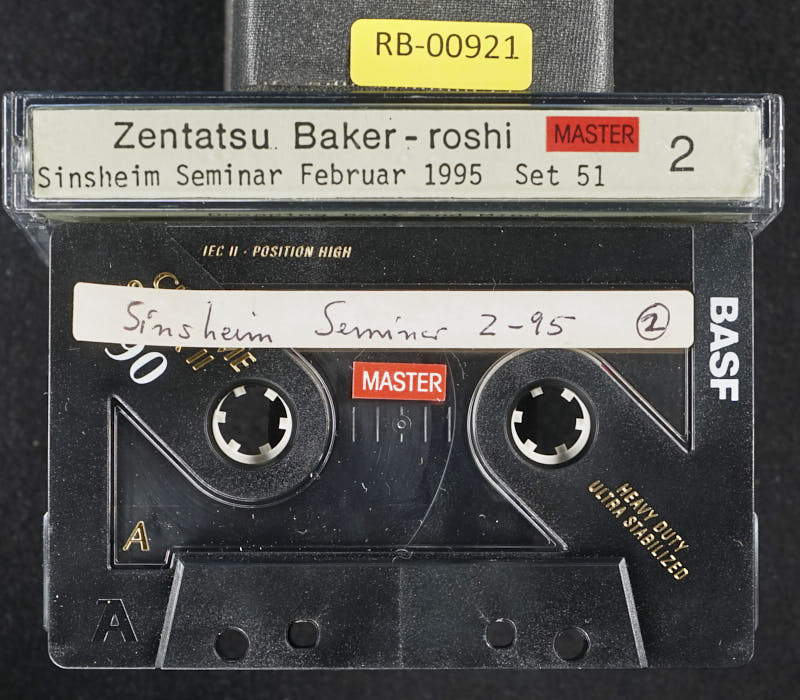 RB-00921
Zentatsu Baker-roshi MASTER 2
Sinsheim Seminar Februar 1995 Set 51
IEC II · POSITION HIGH
Sinsheim Seminar 2-95 2
90
MASTER
BASF
HEAVY DUTY
ULTRA STABILIZED
A
A